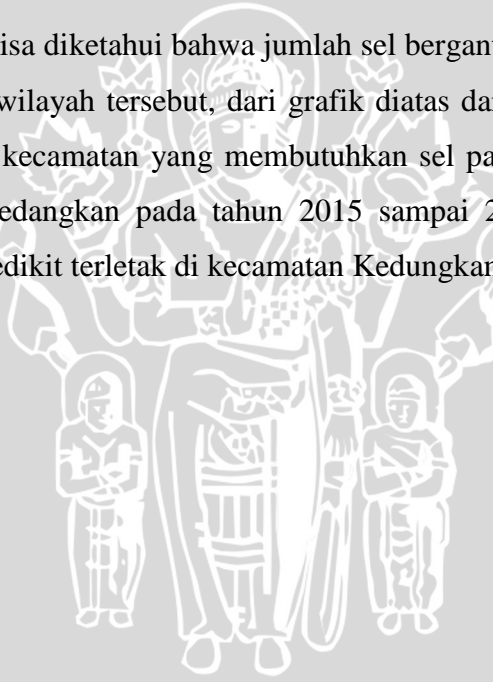 isa diketahui bahwa jumlah sel bergant
wilayah tersebut, dari grafik diatas da
kecamatan yang membutuhkan sel pa
edangkan pada tahun 2015 sampai 2
edikit terletak di kecamatan Kedungkan